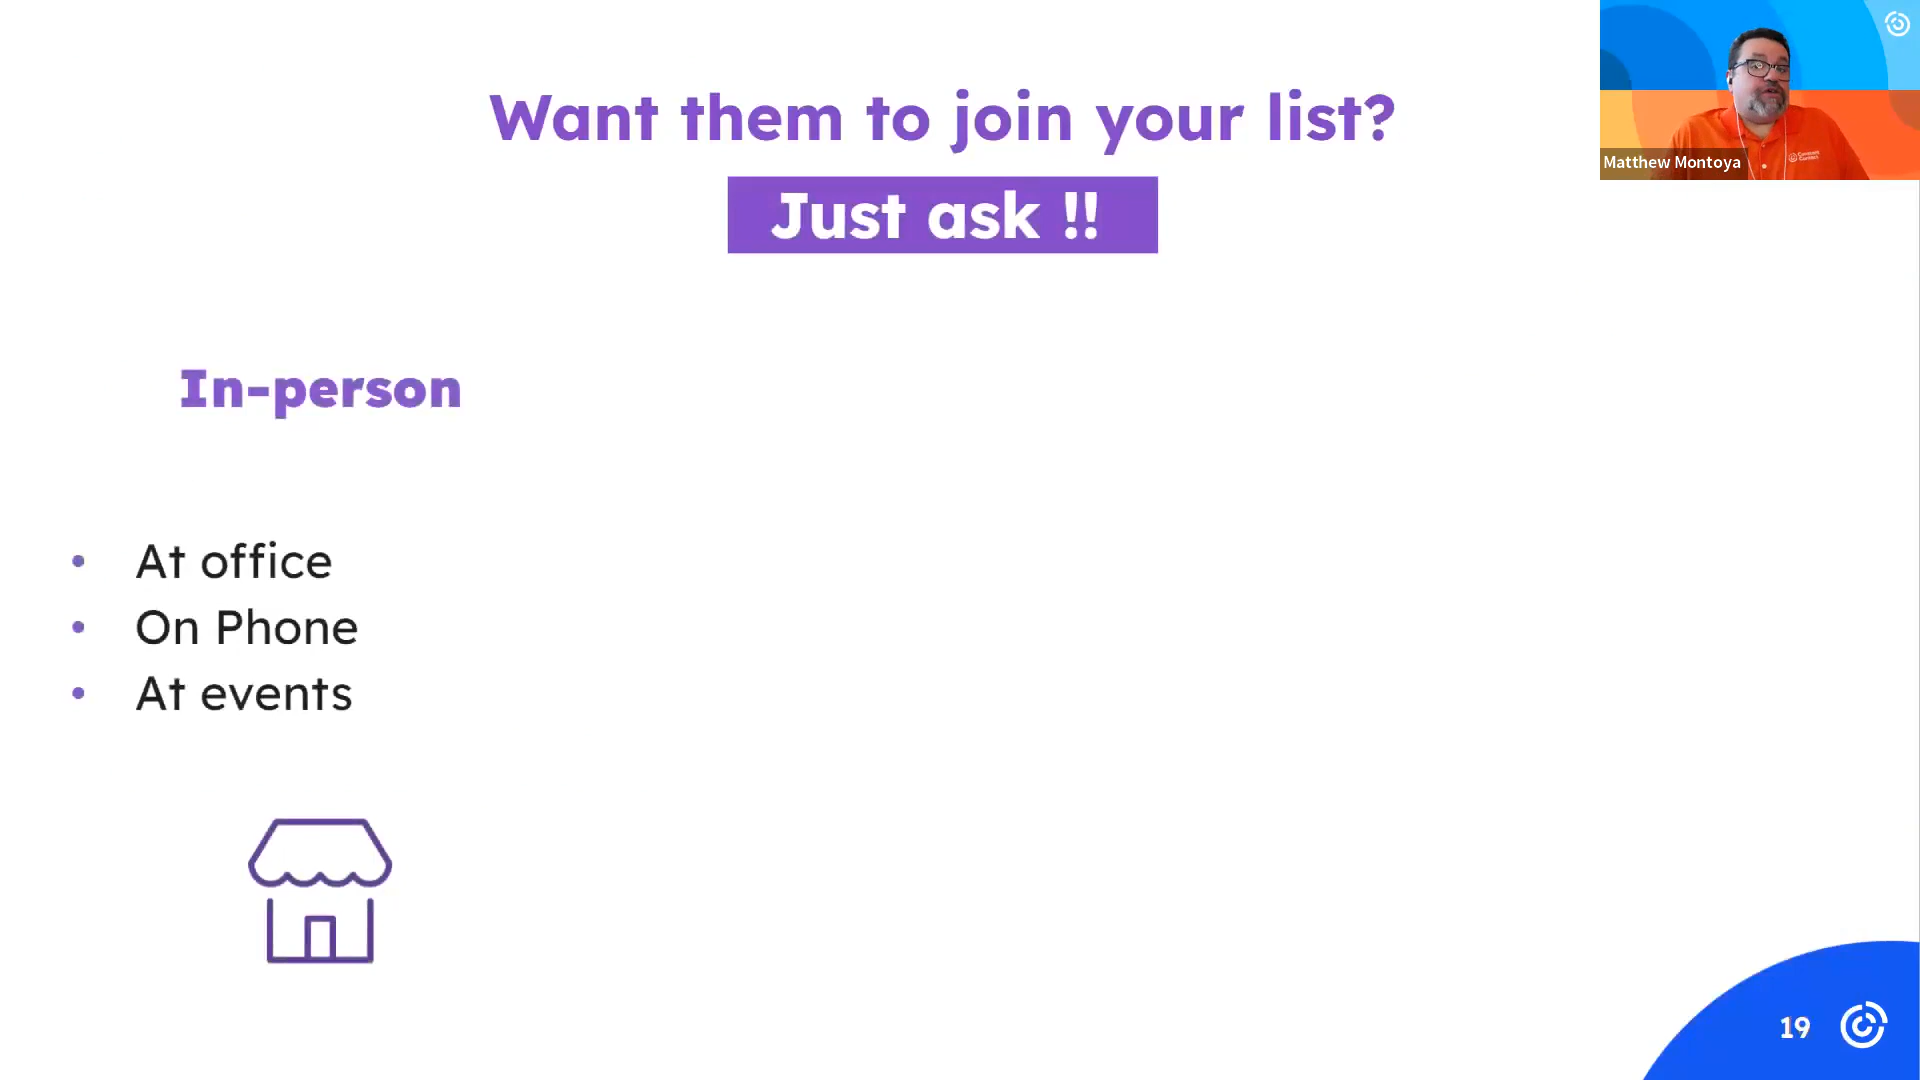 Want them to join your list?
Just ask !!
Matthew Montoya
In-person
• At office
• On Phone
• At events
19